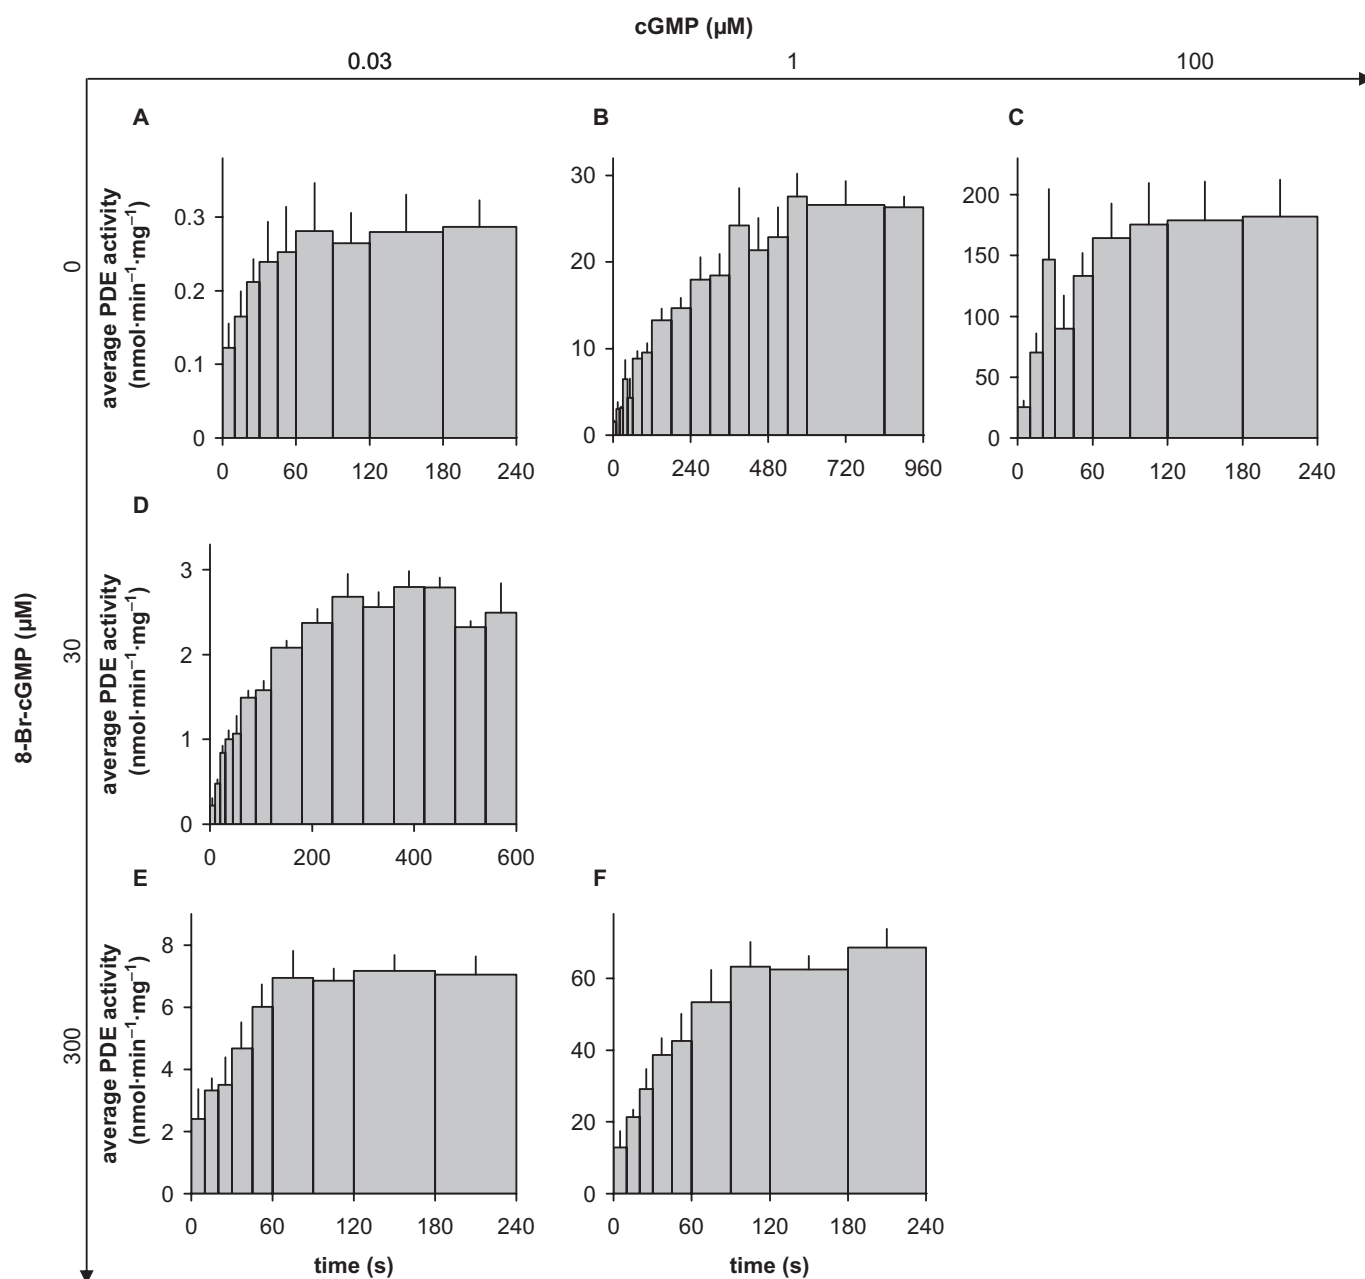 cGMP (µM)
0.03 1 100
A B C
0 30 300
8-Br-cGMP (µM)
average PDE activity
(nmol·min⁻¹·mg⁻¹)
0.3
0.2
0.1
0
0 60 120 180 240
30
20
10
0
0 240 480 720 960
200
150
100
50
0
0 60 120 180 240
D
average PDE activity
(nmol·min⁻¹·mg⁻¹)
3
2
1
0
0 200 400 600
E F
average PDE activity
(nmol·min⁻¹·mg⁻¹)
8
6
4
2
0
0 60 120 180 240
time (s)
60
40
20
0
0 60 120 180 240
time (s)